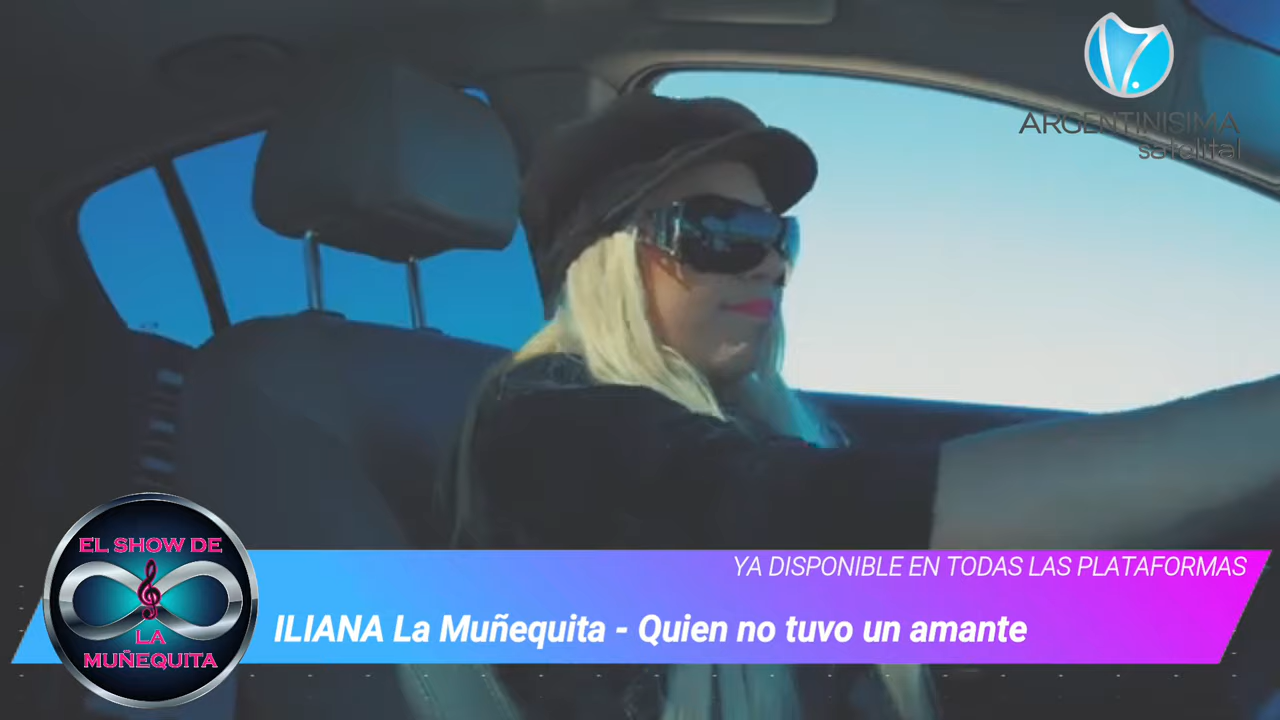 ARGENTINISIMA
satelital
EL SHOW DE
LA
MUÑEQUITA
YA DISPONIBLE EN TODAS LAS PLATAFORMAS
ILIANA La Muñequita - Quien no tuvo un amante